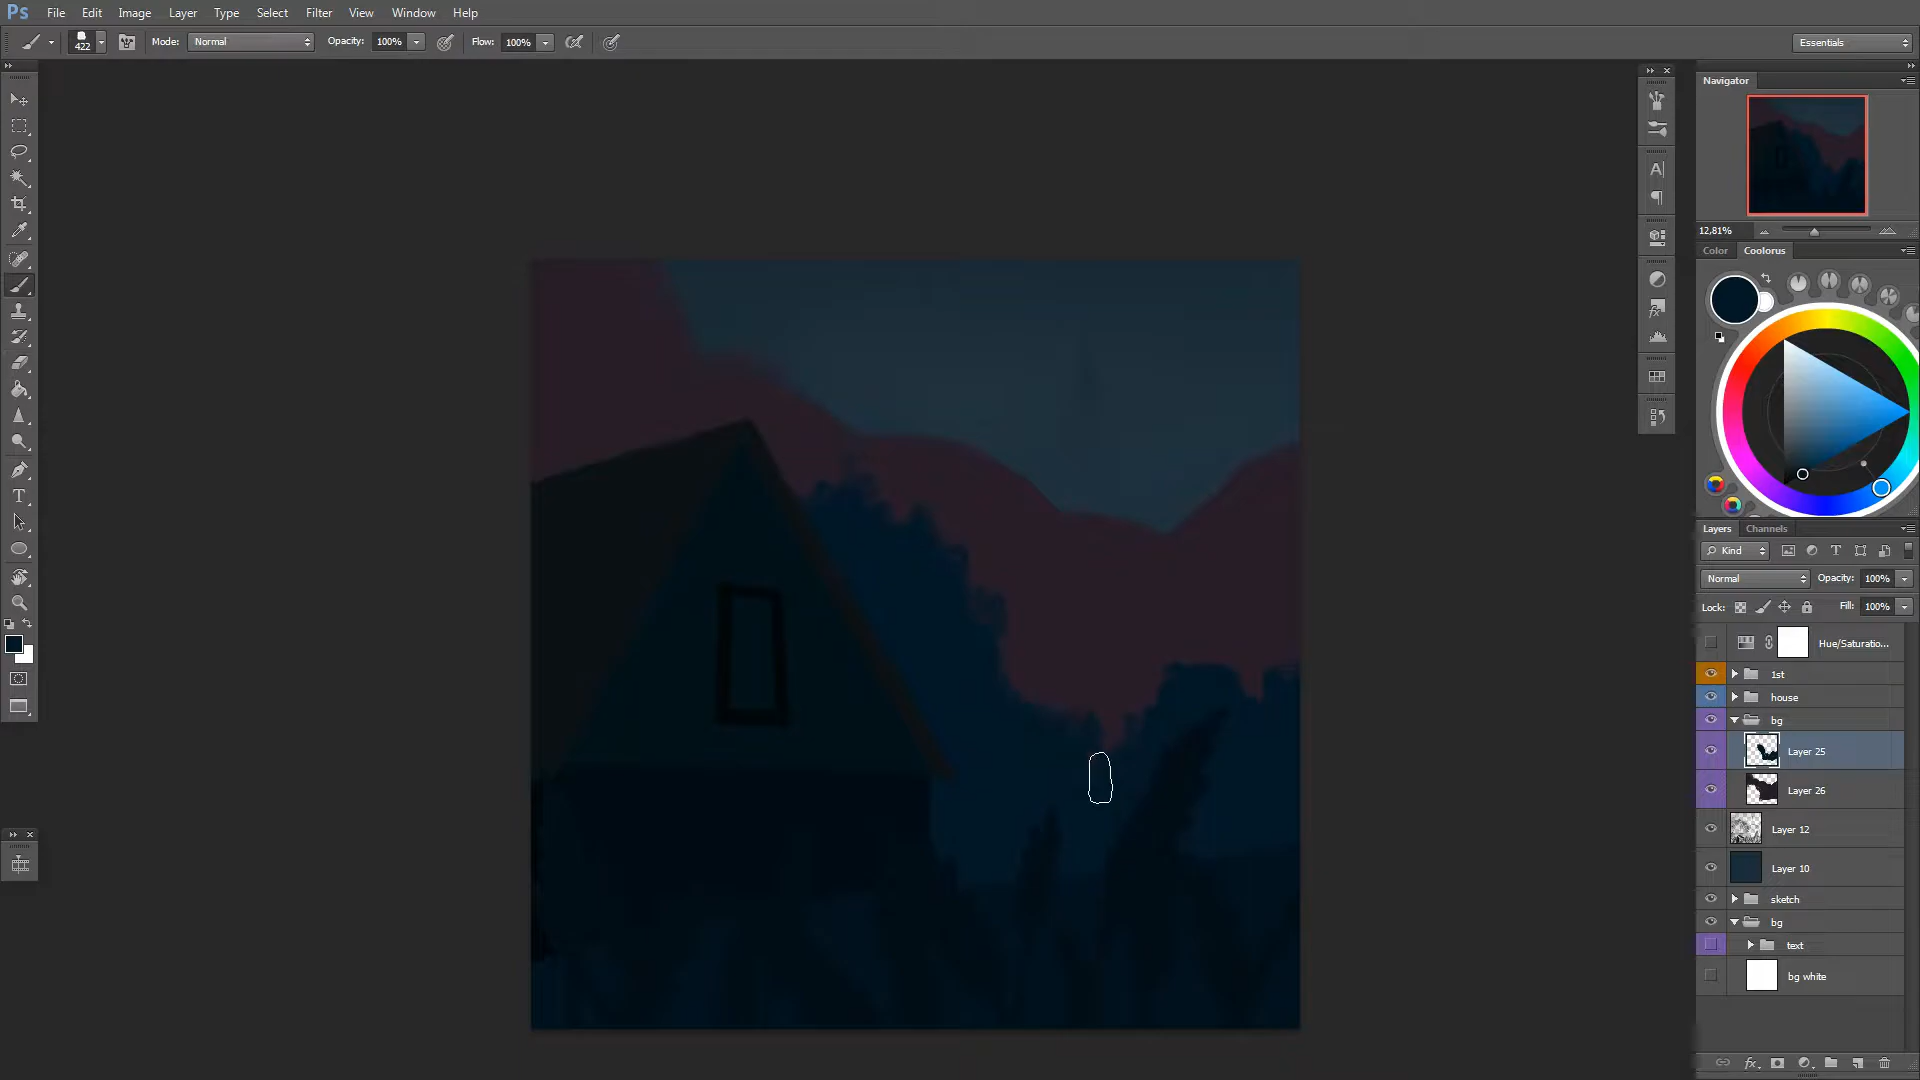 Ps File Edit Image Layer Type Select Filter View Window Help
422 Mode: Normal Opacity: 100% Flow: 100% Essentials
Navigator
12,81%
Color Coolorus
Layers Channels
Kind
Normal Opacity: 100%
Lock: Fill: 100%
Hue/Saturatio...
1st
house
bg
Layer 25
Layer 26
Layer 12
Layer 10
sketch
bg
text
bg white